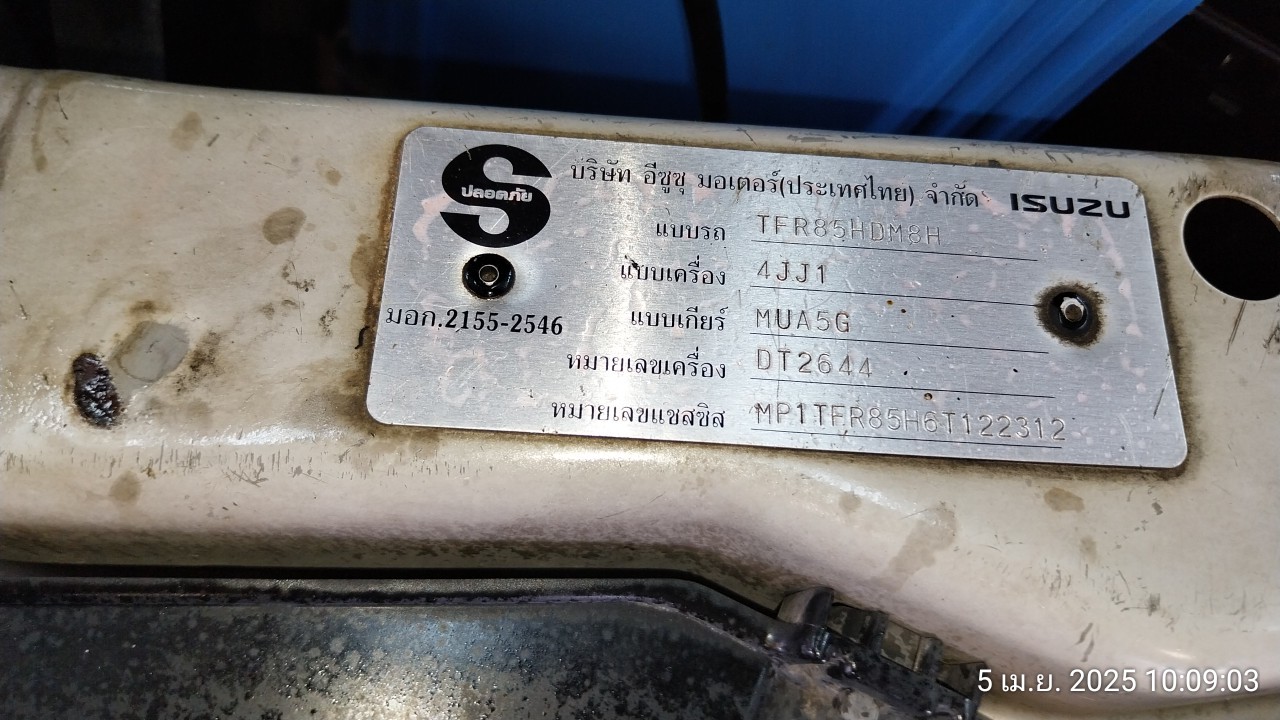 S
ปลอดภัย
บริษัท อีซูซุ มอเตอร์(ประเทศไทย) จำกัด ISUZU
แบบรถ TFR85HDM8H
แบบเครื่อง 4JJ1
มอก.2155-2546 แบบเกียร์ MUA5G
หมายเลขเครื่อง DT2644
หมายเลขแชสซิส MP1TFR85H6T122312
5 เม.ย. 2025 10:09:03